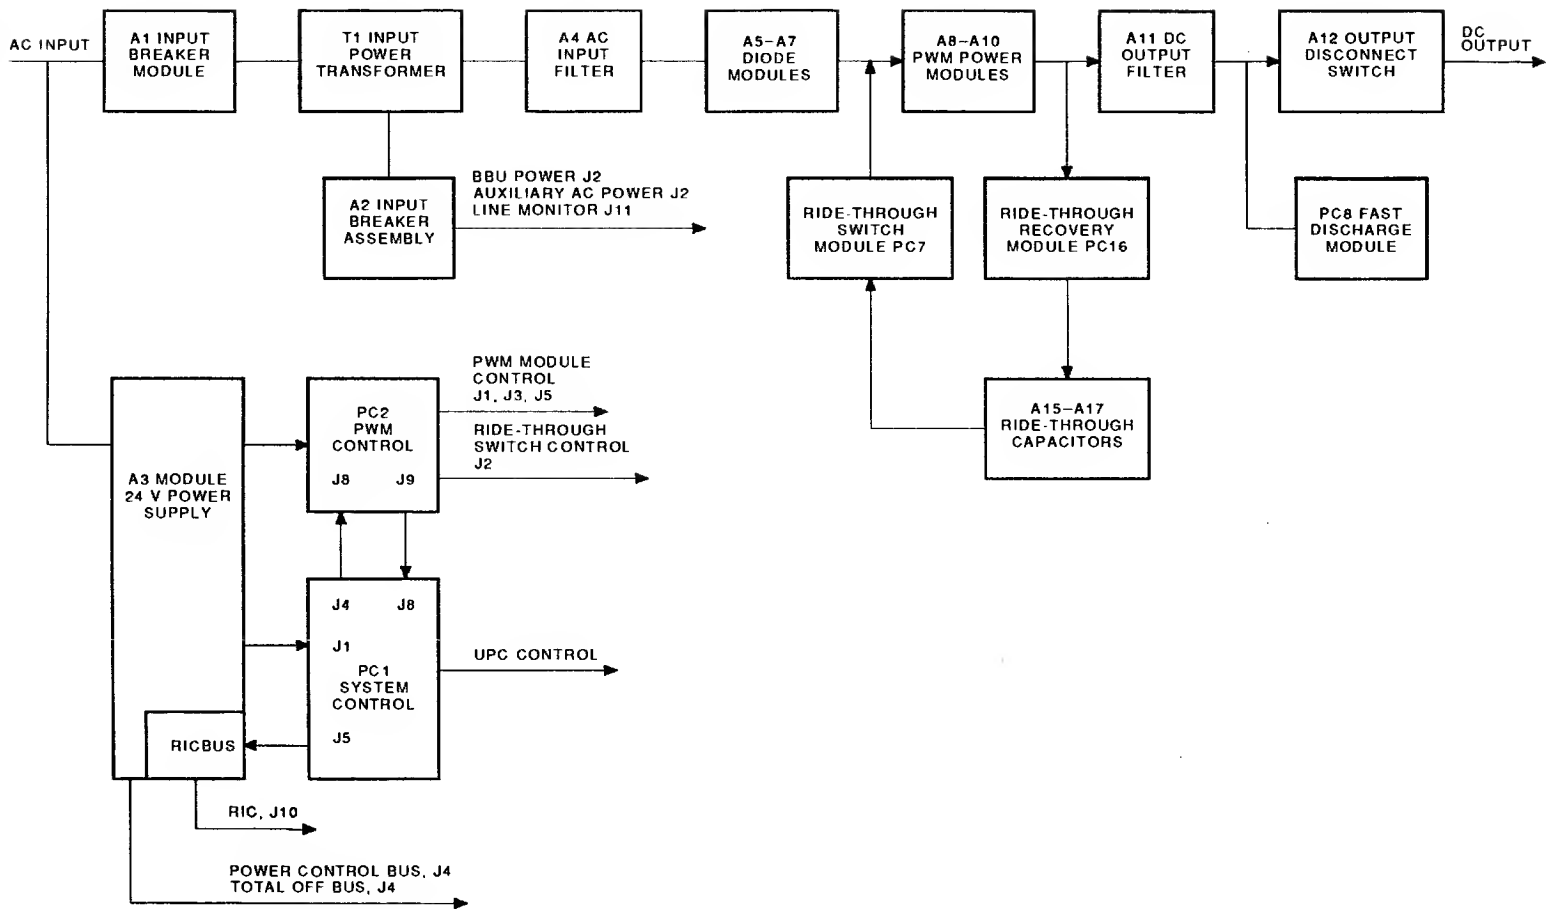 AC INPUT
A1 INPUT
BREAKER
MODULE
T1 INPUT
POWER
TRANSFORMER
A4 AC
INPUT
FILTER
A5-A7
DIODE
MODULES
A8-A10
PWM POWER
MODULES
A11 DC
OUTPUT
FILTER
A12 OUTPUT
DISCONNECT
SWITCH
DC
OUTPUT
A2 INPUT
BREAKER
ASSEMBLY
BBU POWER J2
AUXILIARY AC POWER J2
LINE MONITOR J11
RIDE-THROUGH
SWITCH
MODULE PC7
RIDE-THROUGH
RECOVERY
MODULE PC16
PC8 FAST
DISCHARGE
MODULE
A15-A17
RIDE-THROUGH
CAPACITORS
A3 MODULE
24 V POWER
SUPPLY
PC2
PWM
CONTROL
J8 J9
PWM MODULE
CONTROL
J1, J3, J5
RIDE-THROUGH
SWITCH CONTROL
J2
J4 J8
J1
PC1
SYSTEM
CONTROL
J5
UPC CONTROL
RICBUS
RIC, J10
POWER CONTROL BUS, J4
TOTAL OFF BUS, J4